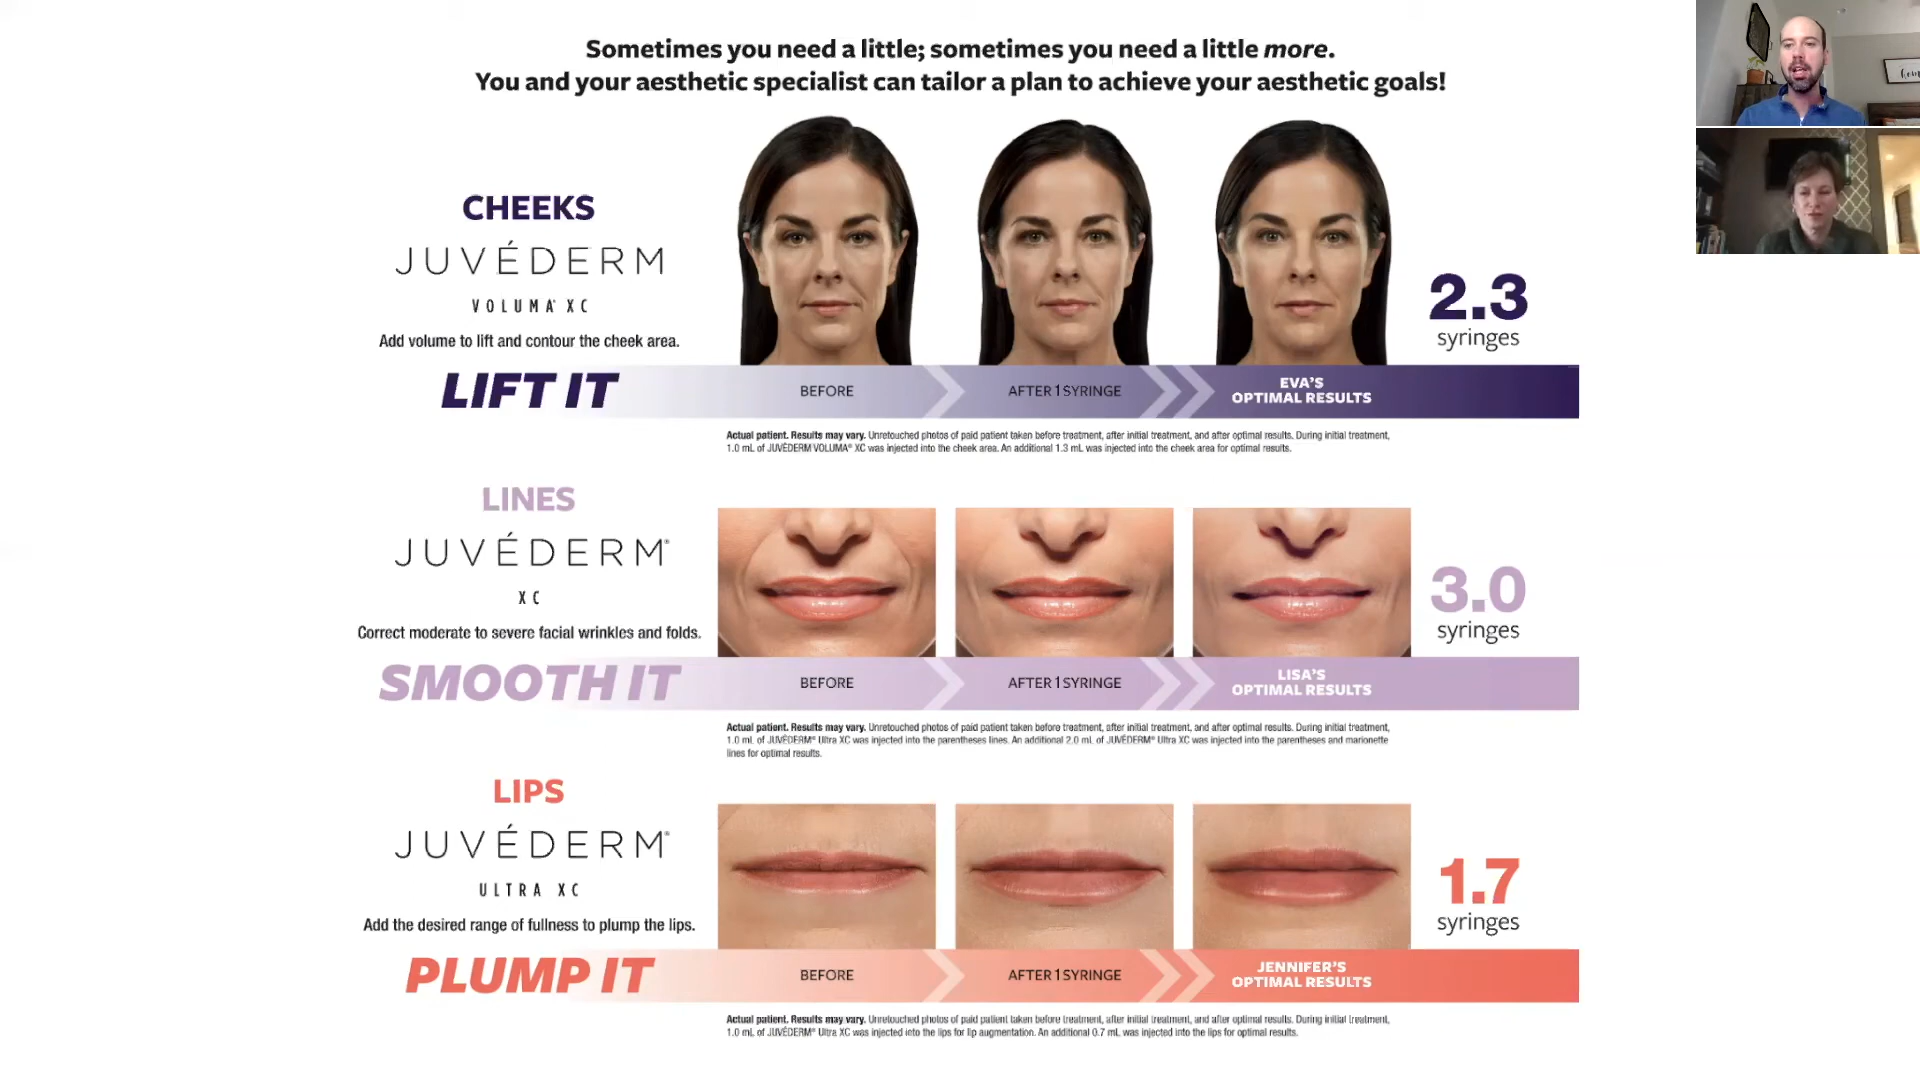 Sometimes you need a little; sometimes you need a little more.
You and your aesthetic specialist can tailor a plan to achieve your aesthetic goals!
CHEEKS
JUVÉDERM
VOLUMA® XC
Add volume to lift and contour the cheek area.
LIFT IT
BEFORE
AFTER 1 SYRINGE
EVA'S
OPTIMAL RESULTS
2.3
syringes
Actual patient. Results may vary. Unretouched photos of paid patient taken before treatment, after initial treatment, and after optimal results. During initial treatment,
1.0 mL of JUVÉDERM VOLUMA® XC was injected into the cheek area. An additional 1.3 mL was injected into the cheek area for optimal results.
LINES
JUVÉDERM®
XC
Correct moderate to severe facial wrinkles and folds.
SMOOTH IT
BEFORE
AFTER 1 SYRINGE
LISA'S
OPTIMAL RESULTS
3.0
syringes
Actual patient. Results may vary. Unretouched photos of paid patient taken before treatment, after initial treatment, and after optimal results. During initial treatment,
1.0 mL of JUVÉDERM® Ultra XC was injected into the parentheses lines. An additional 2.0 mL of JUVÉDERM® Ultra XC was injected into the parentheses and marionette
lines for optimal results.
LIPS
JUVÉDERM®
ULTRA XC
Add the desired range of fullness to plump the lips.
PLUMP IT
BEFORE
AFTER 1 SYRINGE
JENNIFER'S
OPTIMAL RESULTS
1.7
syringes
Actual patient. Results may vary. Unretouched photos of paid patient taken before treatment, after initial treatment, and after optimal results. During initial treatment,
1.0 mL of JUVÉDERM® Ultra XC was injected into the lips for lip augmentation. An additional 0.7 mL was injected into the lips for optimal results.